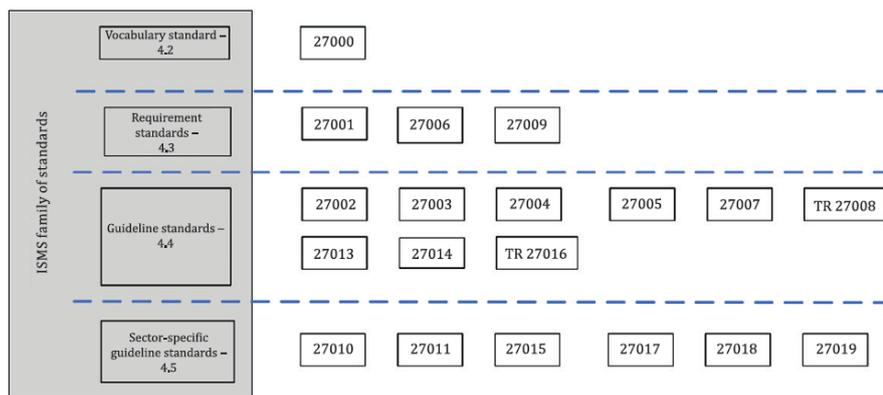 ISMS family of standards
Vocabulary standard –
4.2
27000
Requirement
standards –
4.3
27001 27006 27009
Guideline standards –
4.4
27002 27003 27004 27005 27007 TR 27008
27013 27014 TR 27016
Sector-specific
guideline standards –
4.5
27010 27011 27015 27017 27018 27019